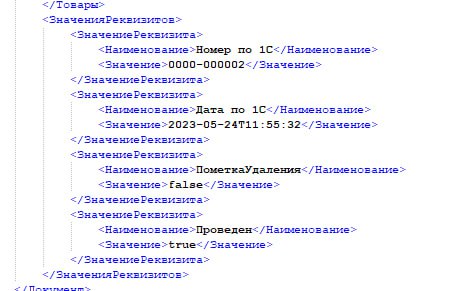 </Товары>
<ЗначенияРеквизитов>
<ЗначениеРеквизита>
<Наименование>Номер по 1С</Наименование>
<Значение>0000-000002</Значение>
</ЗначениеРеквизита>
<ЗначениеРеквизита>
<Наименование>Дата по 1С</Наименование>
<Значение>2023-05-24T11:55:32</Значение>
</ЗначениеРеквизита>
<ЗначениеРеквизита>
<Наименование>ПометкаУдаления</Наименование>
<Значение>false</Значение>
</ЗначениеРеквизита>
<ЗначениеРеквизита>
<Наименование>Проведен</Наименование>
<Значение>true</Значение>
</ЗначениеРеквизита>
</ЗначенияРеквизитов>
</Документ>